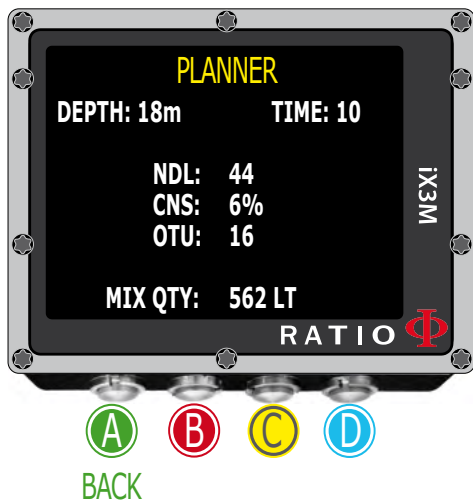 PLANNER
DEPTH: 18m TIME: 10
NDL: 44
CNS: 6%
OTU: 16
MIX QTY: 562 LT
iX3M
RATIO
A B C D
BACK